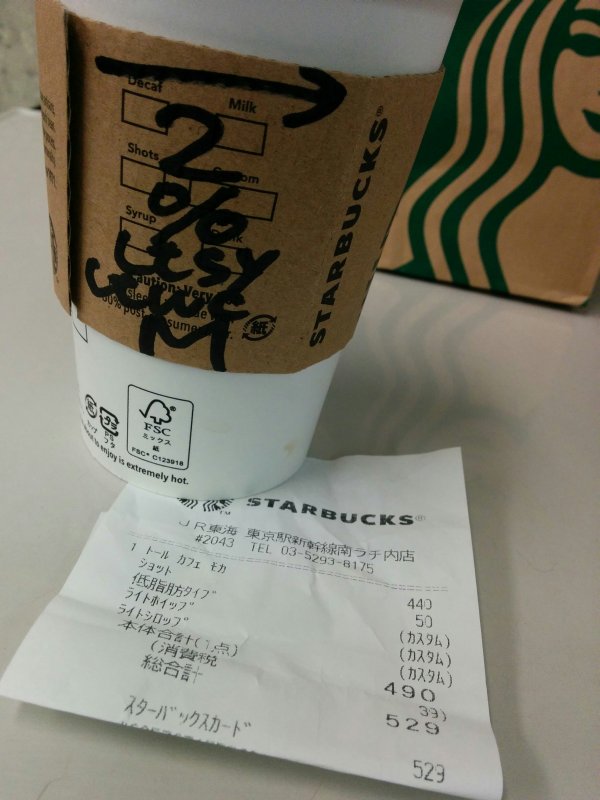 Decaf
Milk
Shots
Syrup
2
%
M
STARBUCKS®
紙
プラ
FSC®
ミックス
紙
FSC® C123918
enjoy is extremely hot.
STARBUCKS®
JR東海 東京駅新幹線南ラチ内店
#2043 TEL 03-5293-8175
1 トール カフェ モカ 440
ショット 50
低脂肪タイプ (カスタム)
ライトホイップ (カスタム)
ライトシロップ (カスタム)
本体合計(1点) 490
(消費税 39)
総合計 529
スターバックスカード 529